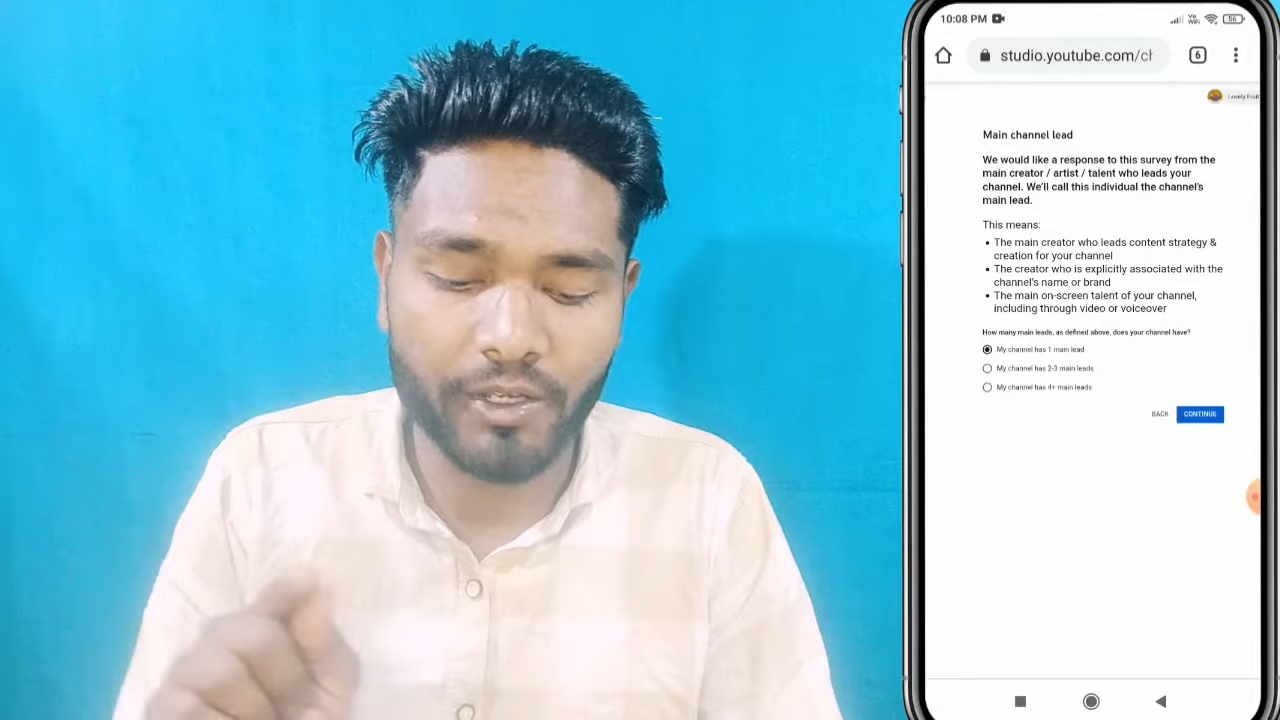 10:08 PM
Vo
WiFi
56
studio.youtube.com/cl
6
Lovely Fruit
Main channel lead
We would like a response to this survey from the
main creator / artist / talent who leads your
channel. We'll call this individual the channel's
main lead.
This means:
The main creator who leads content strategy &
creation for your channel
The creator who is explicitly associated with the
channel's name or brand
The main on-screen talent of your channel,
including through video or voiceover
How many main leads, as defined above, does your channel have?
My channel has 1 main lead
My channel has 2-3 main leads
My channel has 4+ main leads
BACK CONTINUE